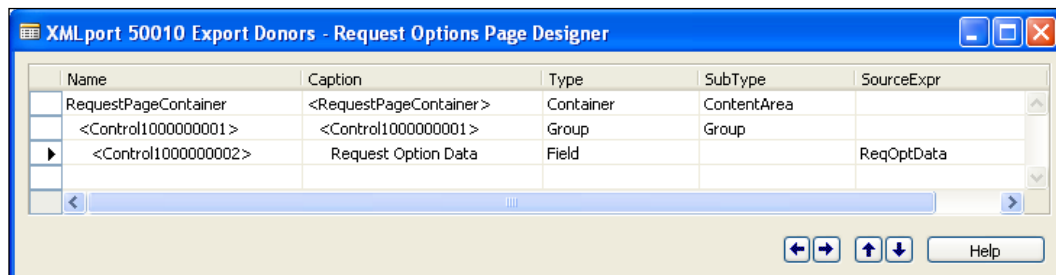 XMLport 50010 Export Donors - Request Options Page Designer
Name Caption Type SubType SourceExpr
RequestPageContainer <RequestPageContainer> Container ContentArea
<Control1000000001> <Control1000000001> Group Group
<Control1000000002> Request Option Data Field ReqOptData
Help